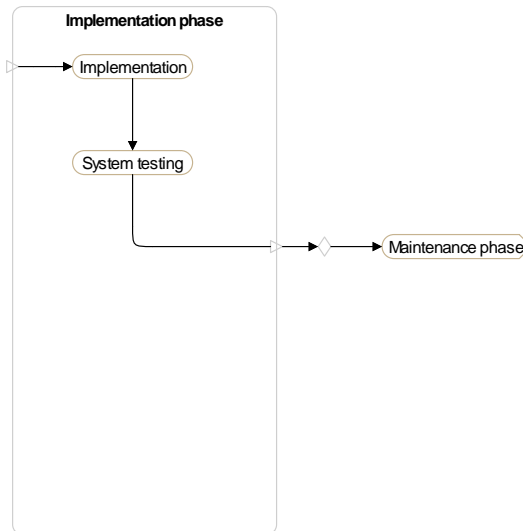 Implementation phase
Implementation
System testing
Maintenance phase